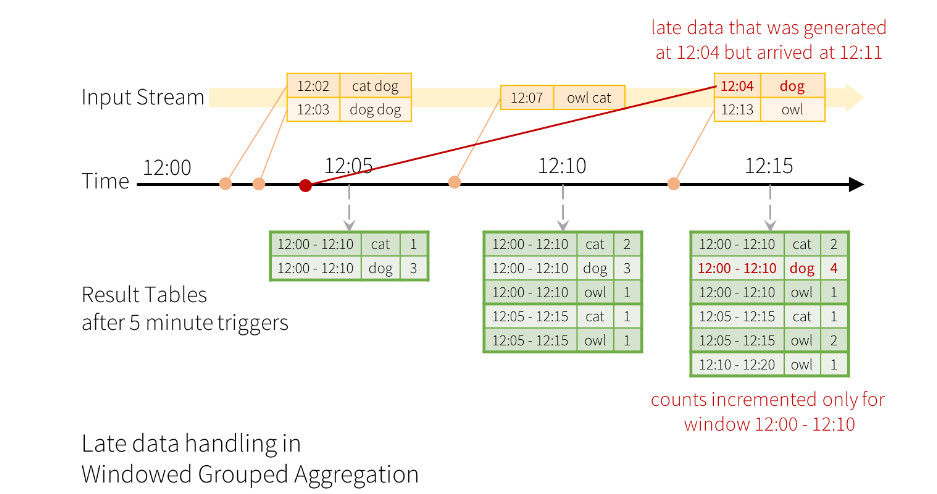 late data that was generated
at 12:04 but arrived at 12:11
Input Stream
12:02 cat dog
12:03 dog dog
12:07 owl cat
12:04 dog
12:13 owl
Time
12:00
12:05
12:10
12:15
12:00 - 12:10 cat 1
12:00 - 12:10 dog 3
12:00 - 12:10 cat 2
12:00 - 12:10 dog 3
12:00 - 12:10 owl 1
12:05 - 12:15 cat 1
12:05 - 12:15 owl 1
12:00 - 12:10 cat 2
12:00 - 12:10 dog 4
12:00 - 12:10 owl 1
12:05 - 12:15 cat 1
12:05 - 12:15 owl 2
12:10 - 12:20 owl 1
Result Tables
after 5 minute triggers
counts incremented only for
window 12:00 - 12:10
Late data handling in
Windowed Grouped Aggregation